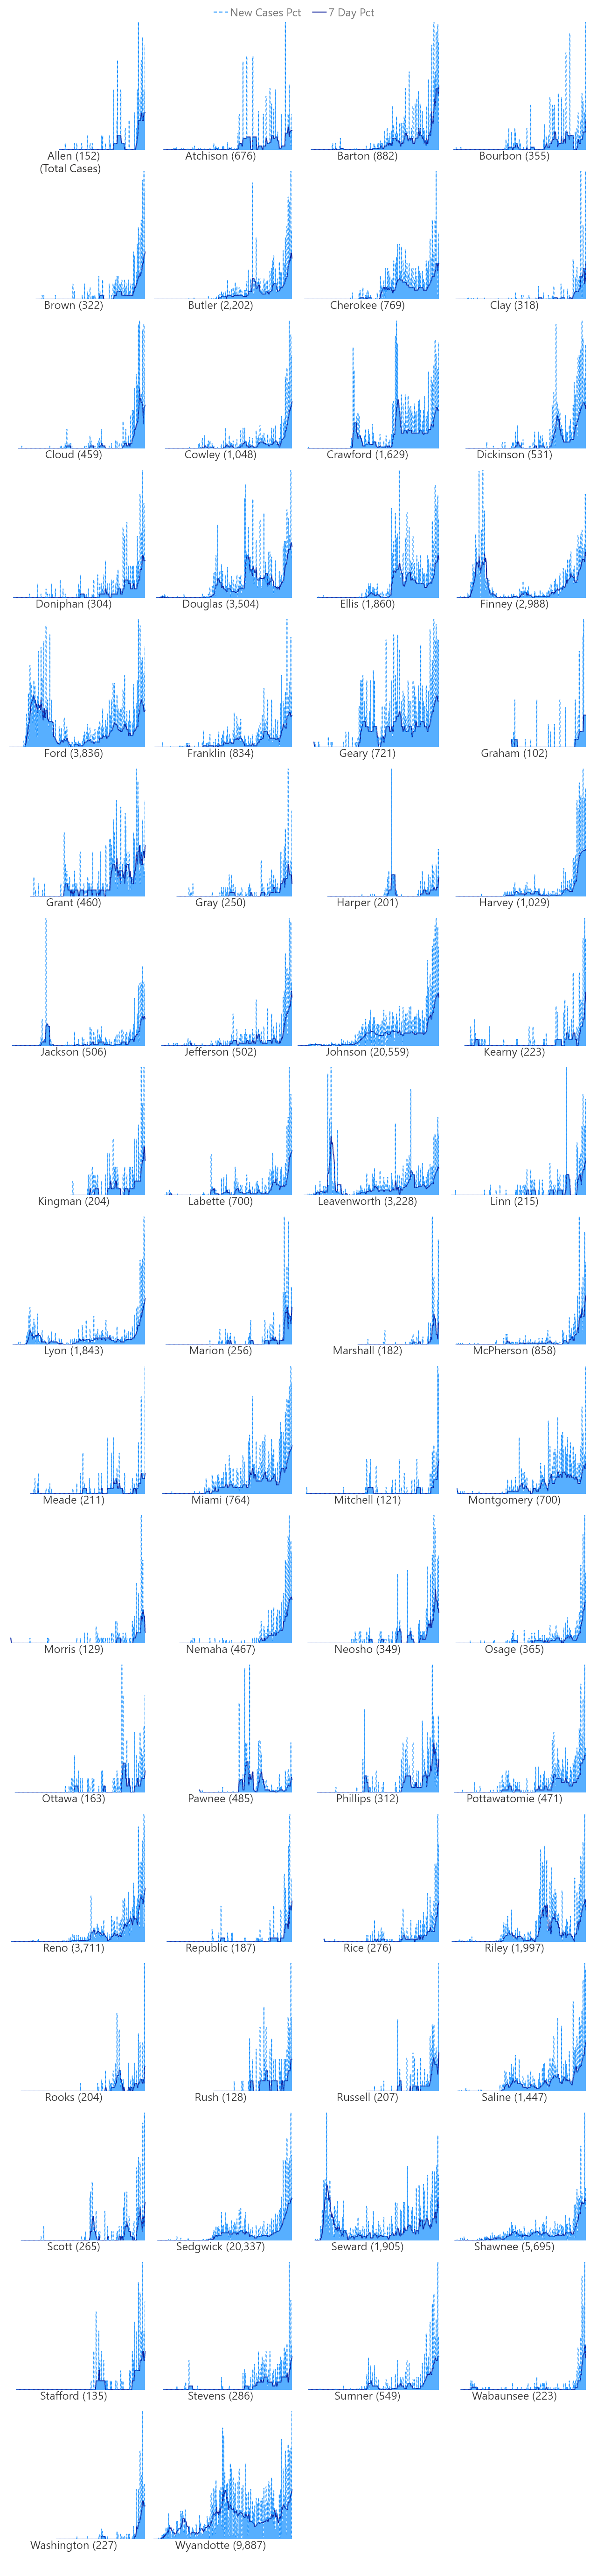 New Cases Pct 7 Day Pct
Allen (152) Atchison (676) Barton (882) Bourbon (355)
(Total Cases)
Brown (322) Butler (2,202) Cherokee (769) Clay (318)
Cloud (459) Cowley (1,048) Crawford (1,629) Dickinson (531)
Doniphan (304) Douglas (3,504) Ellis (1,860) Finney (2,988)
Ford (3,836) Franklin (834) Geary (721) Graham (102)
Grant (460) Gray (250) Harper (201) Harvey (1,029)
Jackson (506) Jefferson (502) Johnson (20,559) Kearny (223)
Kingman (204) Labette (700) Leavenworth (3,228) Linn (215)
Lyon (1,843) Marion (256) Marshall (182) McPherson (858)
Meade (211) Miami (764) Mitchell (121) Montgomery (700)
Morris (129) Nemaha (467) Neosho (349) Osage (365)
Ottawa (163) Pawnee (485) Phillips (312) Pottawatomie (471)
Reno (3,711) Republic (187) Rice (276) Riley (1,997)
Rooks (204) Rush (128) Russell (207) Saline (1,447)
Scott (265) Sedgwick (20,337) Seward (1,905) Shawnee (5,695)
Stafford (135) Stevens (286) Sumner (549) Wabaunsee (223)
Washington (227) Wyandotte (9,887)